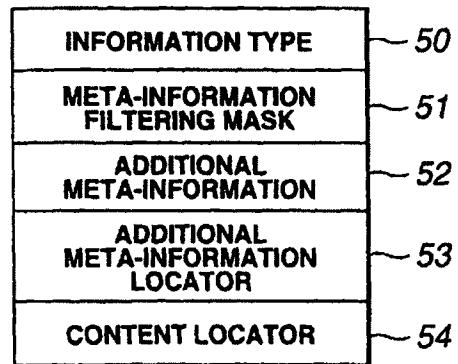 INFORMATION TYPE 50
META-INFORMATION 51
FILTERING MASK
ADDITIONAL 52
META-INFORMATION
ADDITIONAL
META-INFORMATION 53
LOCATOR
CONTENT LOCATOR 54